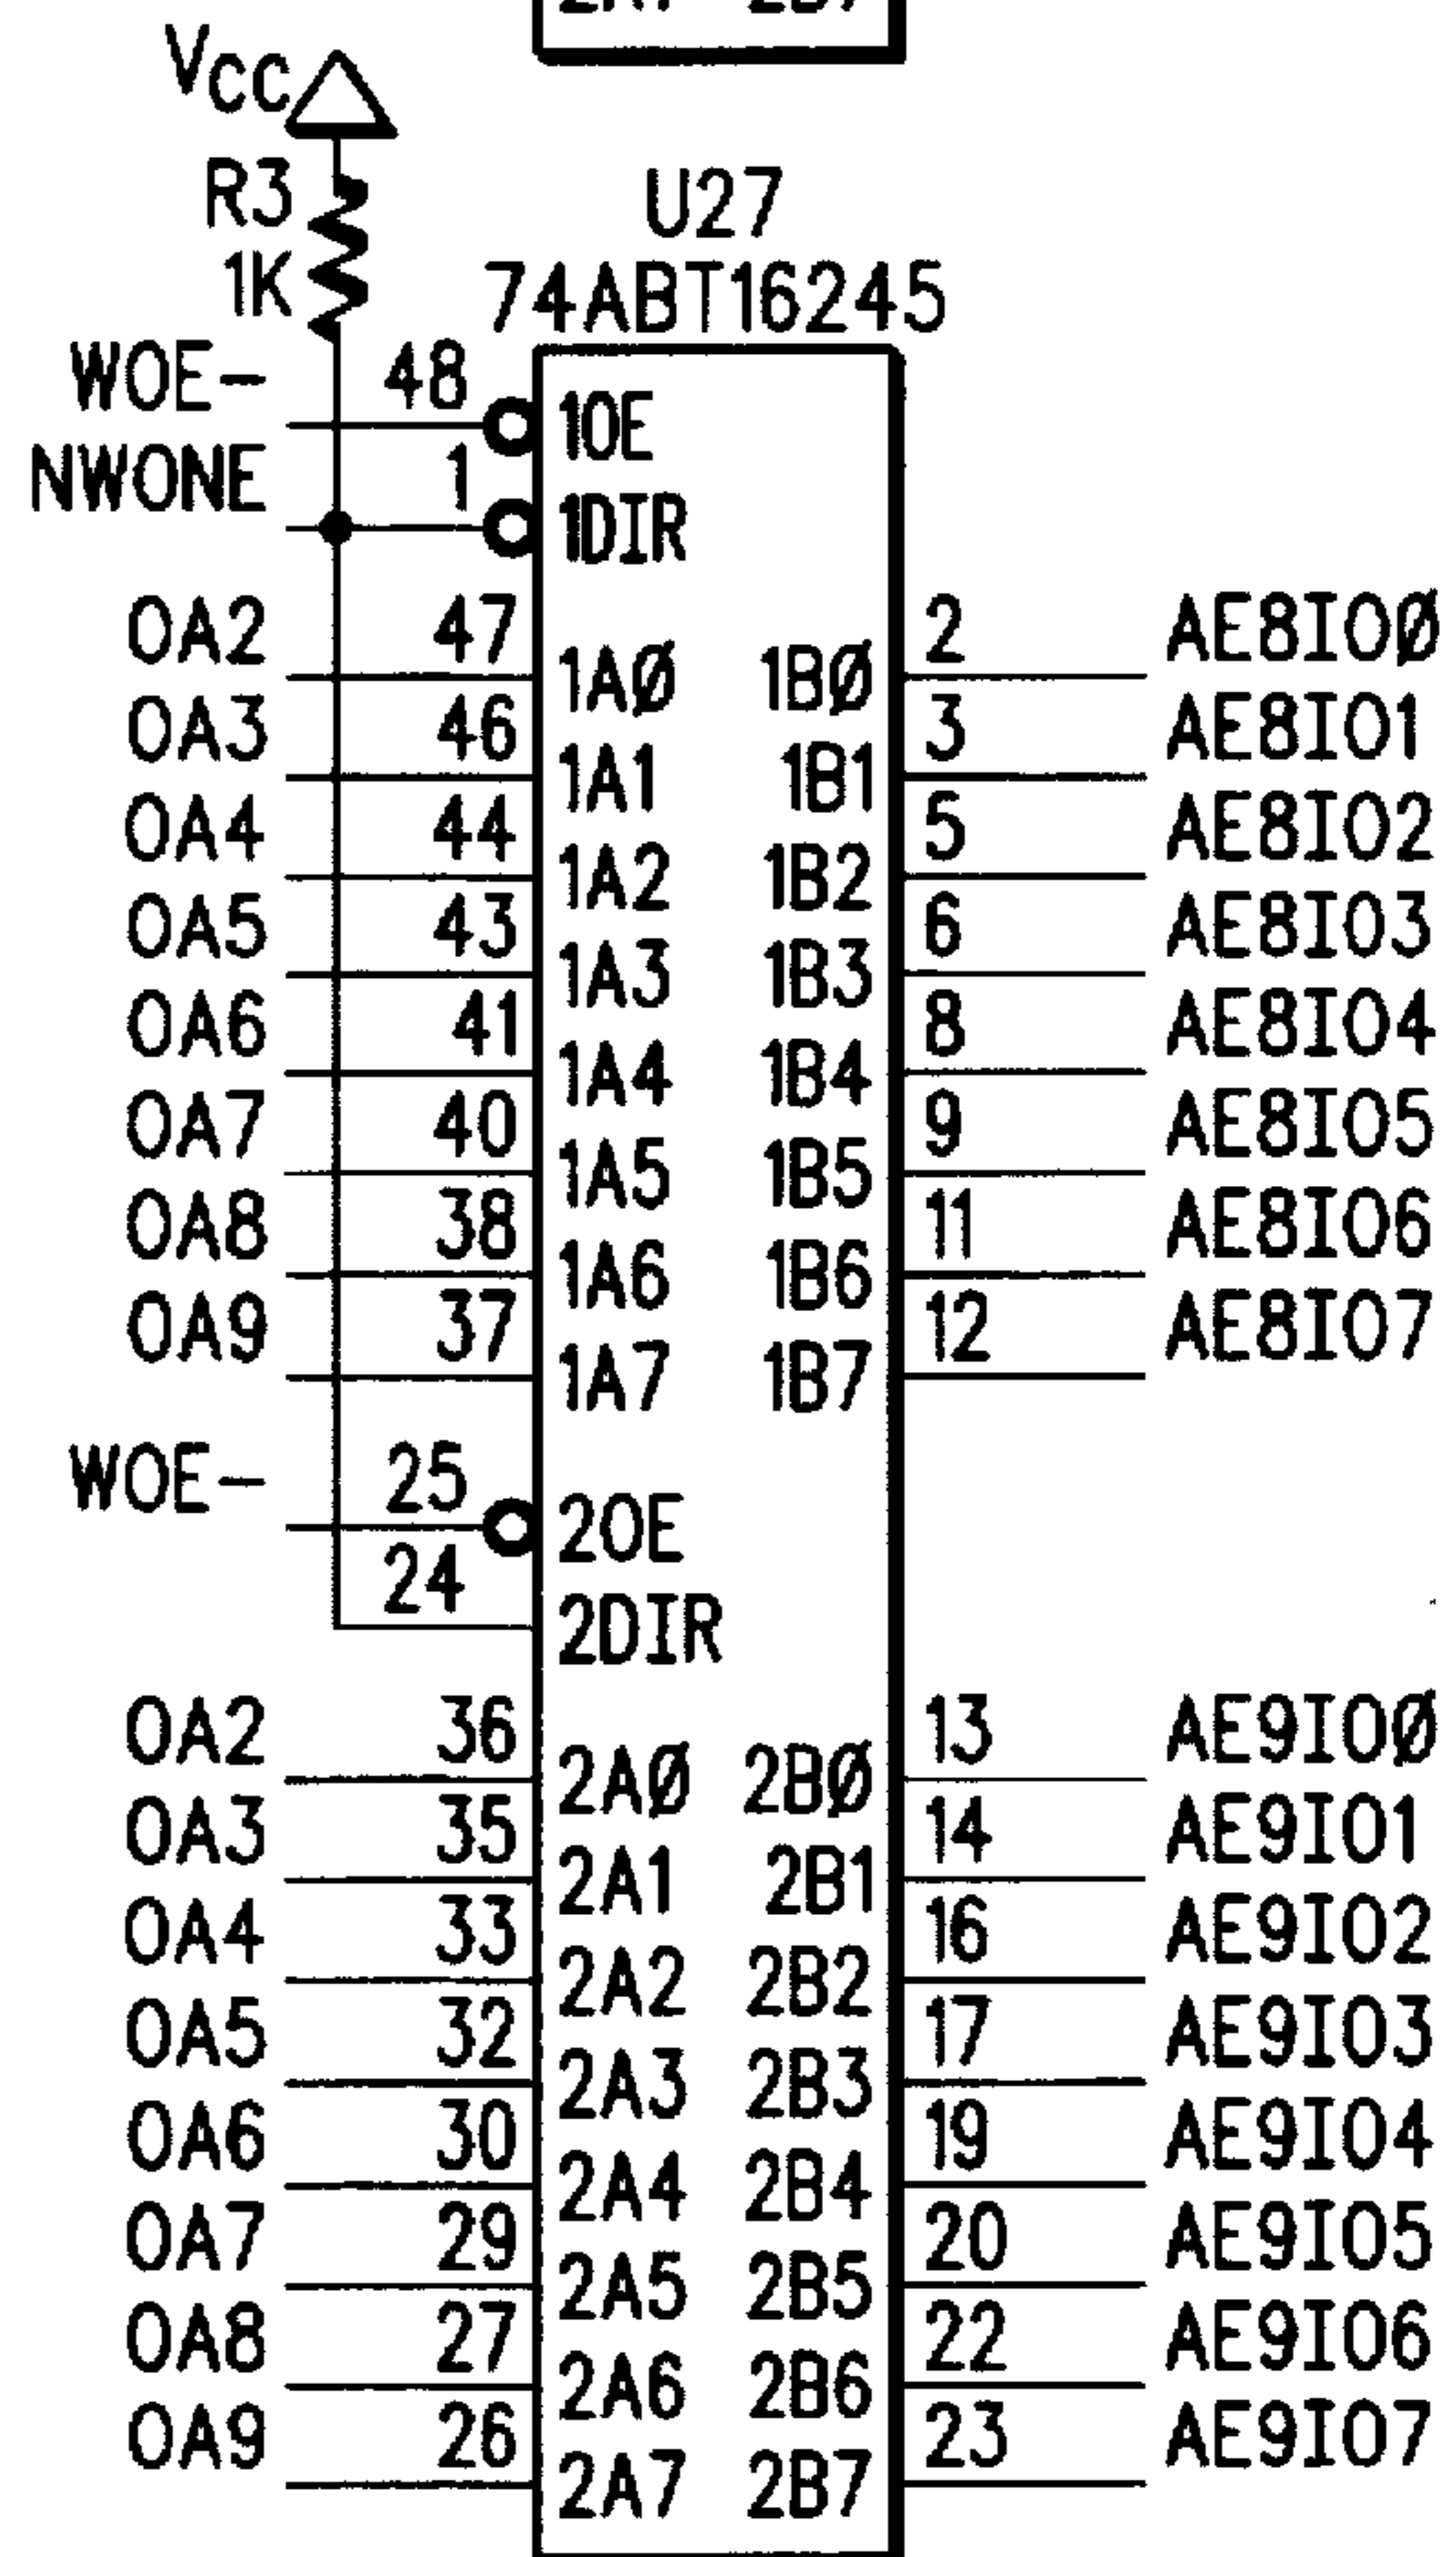 2A7 2B7
VCC
R3
1K
U27
74ABT16245
WOE- 48 1OE
NWONE 1 1DIR
OA2 47 1AØ 1BØ 2 AE8IOØ
OA3 46 1A1 1B1 3 AE8IO1
OA4 44 1A2 1B2 5 AE8IO2
OA5 43 1A3 1B3 6 AE8IO3
OA6 41 1A4 1B4 8 AE8IO4
OA7 40 1A5 1B5 9 AE8IO5
OA8 38 1A6 1B6 11 AE8IO6
OA9 37 1A7 1B7 12 AE8IO7
WOE- 25 2OE
24 2DIR
OA2 36 2AØ 2BØ 13 AE9IOØ
OA3 35 2A1 2B1 14 AE9IO1
OA4 33 2A2 2B2 16 AE9IO2
OA5 32 2A3 2B3 17 AE9IO3
OA6 30 2A4 2B4 19 AE9IO4
OA7 29 2A5 2B5 20 AE9IO5
OA8 27 2A6 2B6 22 AE9IO6
OA9 26 2A7 2B7 23 AE9IO7